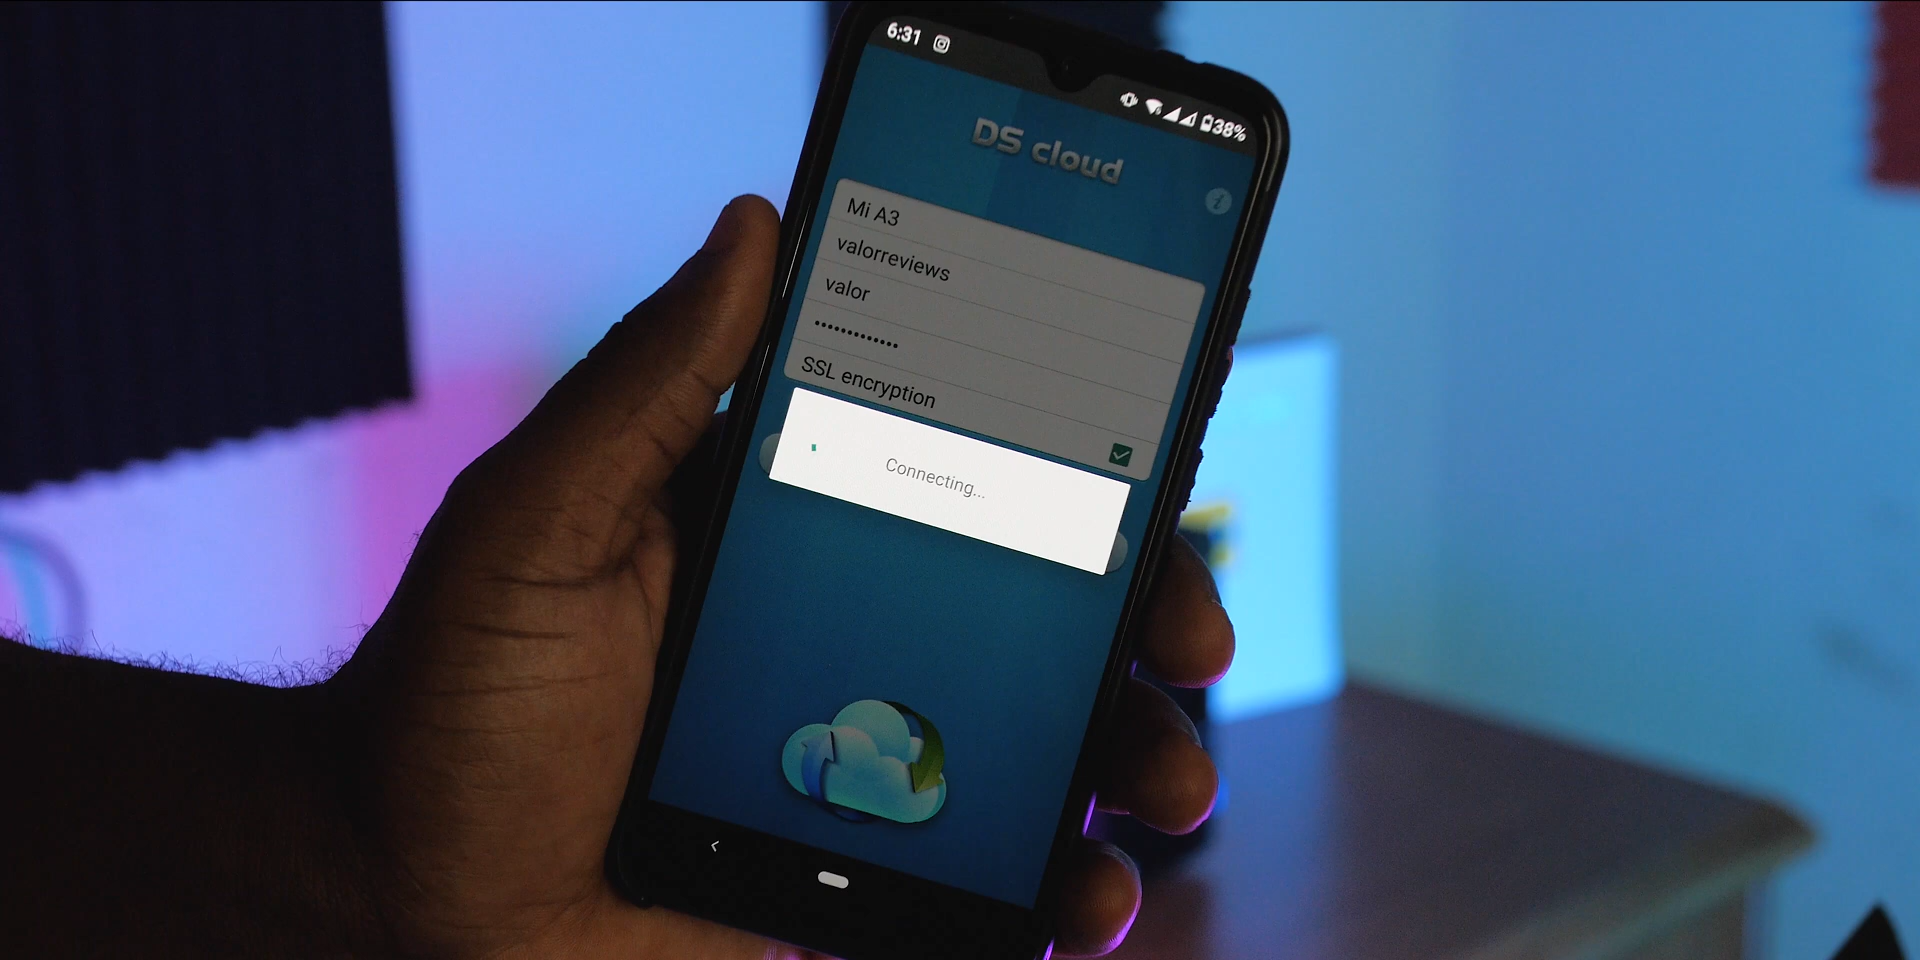 6:31
38%
DS cloud
i
Mi A3
valorreviews
valor
•••••••••••••
SSL encryption
Connecting...